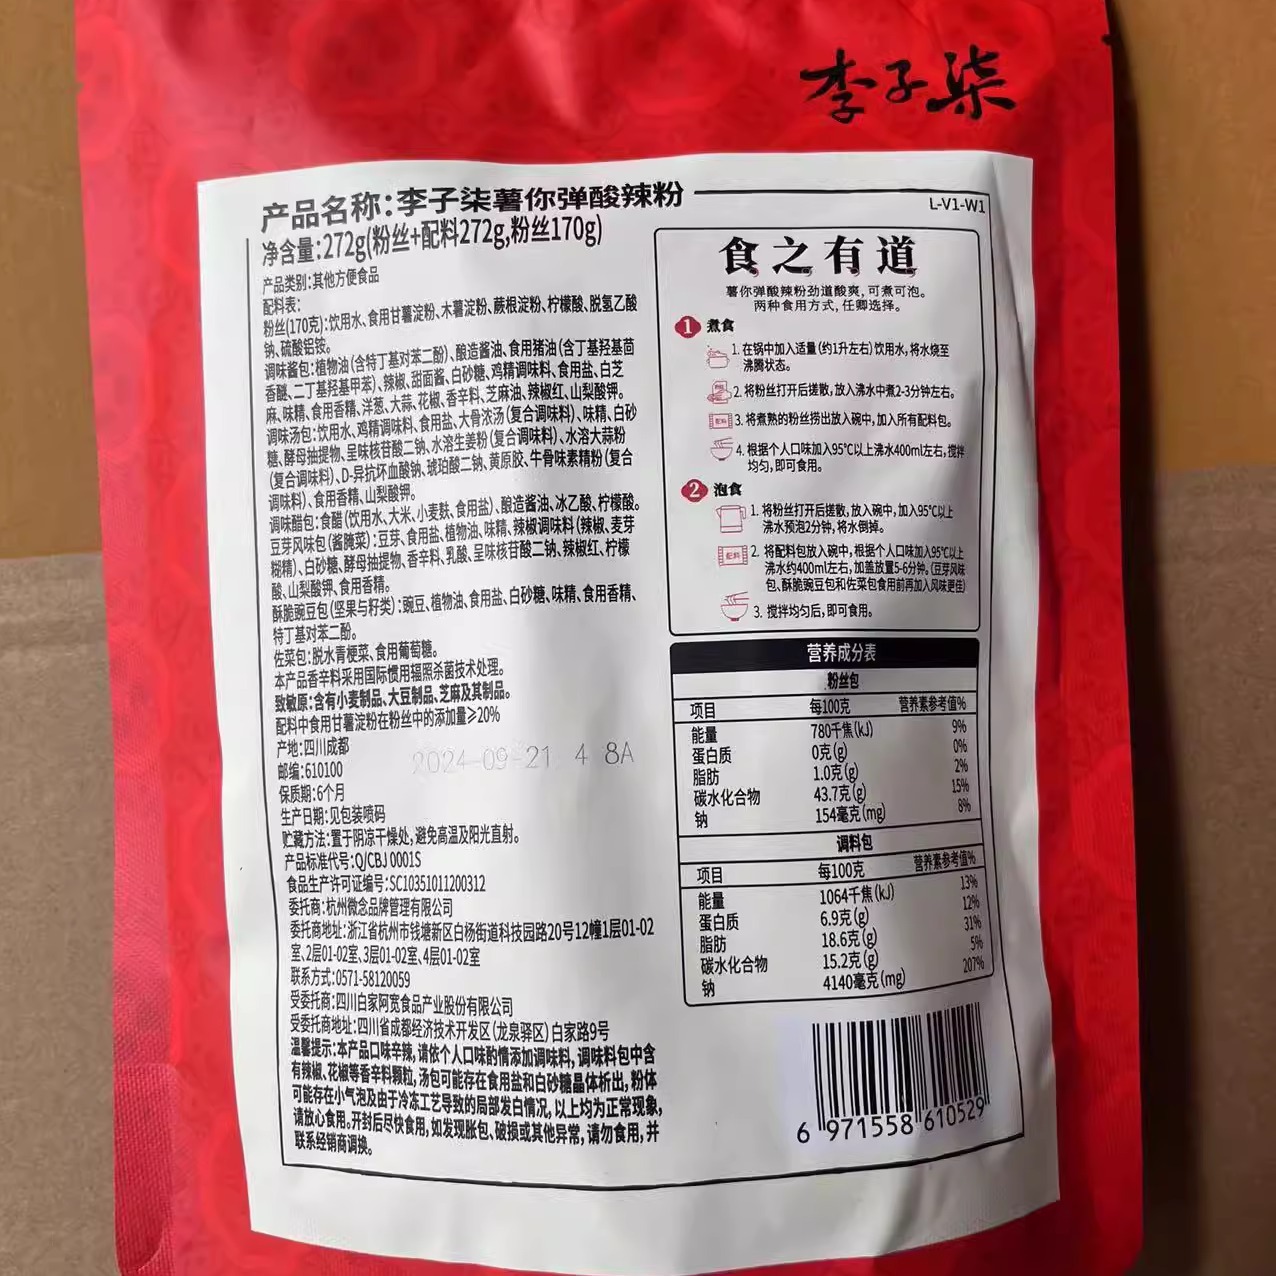 李子柒
产品名称:李子柒薯你弹酸辣粉
L-V1-W1
净含量:272g(粉丝+配料272g,粉丝170g)
产品类别:其他方便食品
配料表:
粉丝(170克):饮用水、食用甘薯淀粉、木薯淀粉、蕨根淀粉、柠檬酸、脱氢乙酸
钠、硫酸铝铵。
调味酱包:植物油(含特丁基对苯二酚)、酿造酱油、食用猪油(含丁基羟基茴
香醚、二丁基羟基甲苯)、辣椒、甜面酱、白砂糖、鸡精调味料、食用盐、白芝
麻、味精、食用香精、洋葱、大蒜、花椒、香辛料、芝麻油、辣椒红、山梨酸钾。
调味汤包:饮用水、鸡精调味料、食用盐、大骨浓汤(复合调味料)、味精、白砂
糖、酵母抽提物、呈味核苷酸二钠、水溶生姜粉(复合调味料)、水溶大蒜粉
(复合调味料)、D-异抗坏血酸钠、琥珀酸二钠、黄原胶、牛骨味素精粉(复合
调味料)、食用香精、山梨酸钾。
调味醋包:食醋(饮用水、大米、小麦麸、食用盐)、酿造酱油、冰乙酸、柠檬酸。
豆芽风味包(酱腌菜):豆芽、食用盐、植物油、味精、辣椒调味料(辣椒、麦芽
糊精)、白砂糖、酵母抽提物、香辛料、乳酸、呈味核苷酸二钠、辣椒红、柠檬
酸、山梨酸钾、食用香精。
酥脆豌豆包(坚果与籽类):豌豆、植物油、食用盐、白砂糖、味精、食用香精、
特丁基对苯二酚。
佐菜包:脱水青梗菜、食用葡萄糖。
本产品香辛料采用国际惯用辐照杀菌技术处理。
致敏原:含有小麦制品、大豆制品、芝麻及其制品。
配料中食用甘薯淀粉在粉丝中的添加量≥20%
产地:四川成都
邮编:610100
2024-09-21 4 8A
保质期:6个月
生产日期:见包装喷码
贮藏方法:置于阴凉干燥处,避免高温及阳光直射。
产品标准代号:Q/CBJ 0001S
食品生产许可证编号:SC10351011200312
委托商:杭州微念品牌管理有限公司
委托商地址:浙江省杭州市钱塘新区白杨街道科技园路20号12幢1层01-02
室、2层01-02室、3层01-02室、4层01-02室
联系方式:0571-58120059
受委托商:四川白家阿宽食品产业股份有限公司
受委托商地址:四川省成都经济技术开发区(龙泉驿区)白家路9号
温馨提示:本产品口味辛辣,请依个人口味酌情添加调味料,调味料包中含
有辣椒、花椒等香辛料颗粒,汤包可能存在食用盐和白砂糖晶体析出,粉体
可能存在小气泡及由于冷冻工艺导致的局部发白情况,以上均为正常现象,
请放心食用。开封后尽快食用,如发现胀包、破损或其他异常,请勿食用,并
联系经销商调换。
食之有道
薯你弹酸辣粉劲道酸爽,可煮可泡。
两种食用方式,任卿选择。
1 煮食
1. 在锅中加入适量(约1升左右)饮用水,将水烧至
沸腾状态。
2. 将粉丝打开后搓散,放入沸水中煮2-3分钟左右。
配料
3. 将煮熟的粉丝捞出放入碗中,加入所有配料包。
4. 根据个人口味加入95℃以上沸水400ml左右,搅拌
均匀,即可食用。
2 泡食
1. 将粉丝打开后搓散,放入碗中,加入95℃以上
沸水预泡2分钟,将水倒掉。
配料
2. 将配料包放入碗中,根据个人口味加入95℃以上
沸水约400ml左右,加盖放置5-6分钟。(豆芽风味
包、酥脆豌豆包和佐菜包食用前再加入风味更佳)
3. 搅拌均匀后,即可食用。
营养成分表
粉丝包
项目 每100克 营养素参考值%
能量 780千焦(kJ) 9%
蛋白质 0克(g) 0%
脂肪 1.0克(g) 2%
碳水化合物 43.7克(g) 15%
钠 154毫克(mg) 8%
调料包
项目 每100克 营养素参考值%
能量 1064千焦(kJ) 13%
蛋白质 6.9克(g) 12%
脂肪 18.6克(g) 31%
碳水化合物 15.2克(g) 5%
钠 4140毫克(mg) 207%
6 971558 610529